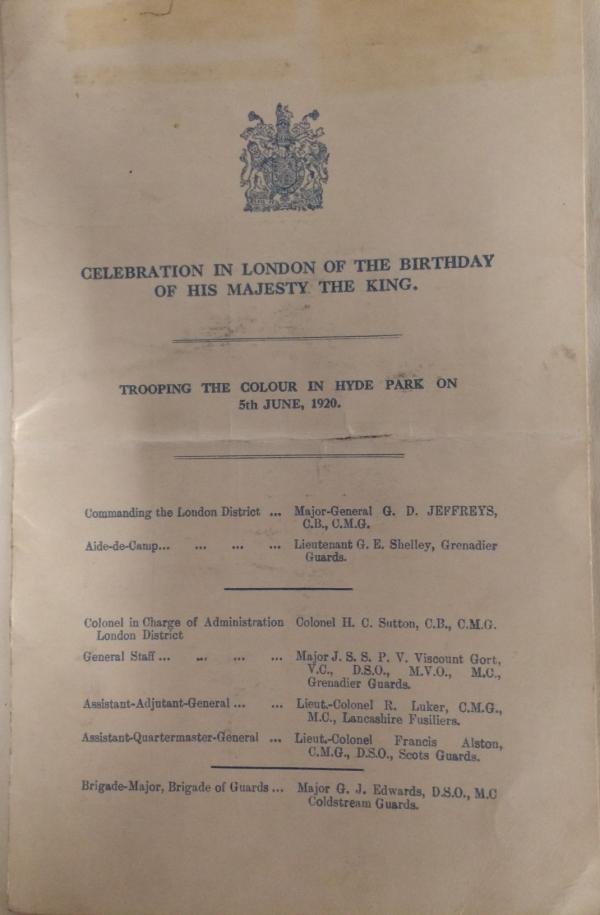 CELEBRATION IN LONDON OF THE BIRTHDAY
OF HIS MAJESTY THE KING.
TROOPING THE COLOUR IN HYDE PARK ON
5th JUNE, 1920.
Commanding the London District ... Major-General G. D. JEFFREYS,
C.B., C.M.G.
Aide-de-Camp... ... ... ... Lieutenant G. E. Shelley, Grenadier
Guards.
Colonel in Charge of Administration Colonel H. C. Sutton, C.B., C.M.G.
London District
General Staff... ... ... ... Major J. S. S. P. V. Viscount Gort,
V.C., D.S.O., M.V.O., M.C.,
Grenadier Guards.
Assistant-Adjutant-General ... ... Lieut.-Colonel R. Luker, C.M.G.,
M.C., Lancashire Fusiliers.
Assistant-Quartermaster-General ... Lieut.-Colonel Francis Alston,
C.M.G., D.S.O., Scots Guards.
Brigade-Major, Brigade of Guards ... Major G. J. Edwards, D.S.O., M.C
Coldstream Guards.